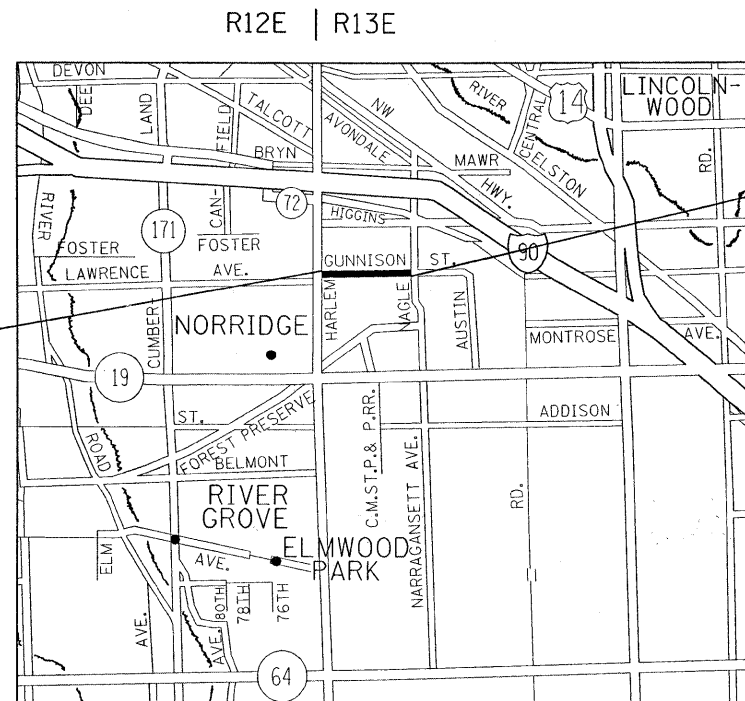 R12E | R13E
DEVON
DEE
LAND
FIELD
TALCOTT
AVONDALE
NW
HWY.
RIVER
CENTRAL
14
LINCOLN-
WOOD
BRYN
MAWR
ELSTON
RD.
CAN-
72
HIGGINS
RIVER
171
FOSTER
FOSTER
GUNNISON
ST.
90
LAWRENCE
AVE.
HARLEM
NAGLE
AUSTIN
CUMBER-
NORRIDGE
MONTROSE
AVE.
19
ST.
ADDISON
FOREST PRESERVE
ROAD
BELMONT
C.M.ST.P.& P.RR.
NARRAGANSETT AVE.
RD.
RIVER
GROVE
ELMWOOD
PARK
ELM
AVE.
80TH
78TH
76TH
AVE.
AVE.
64